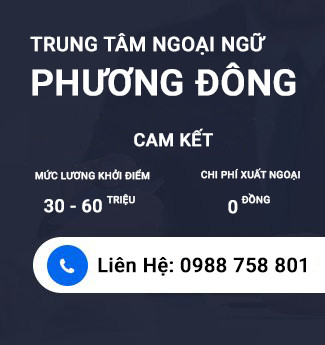 TRUNG TÂM NGOẠI NGỮ
PHƯƠNG ĐÔNG
CAM KẾT
MỨC LƯƠNG KHỞI ĐIỂM
30 - 60 TRIỆU
CHI PHÍ XUẤT NGOẠI
0 ĐỒNG
Liên Hệ: 0988 758 801